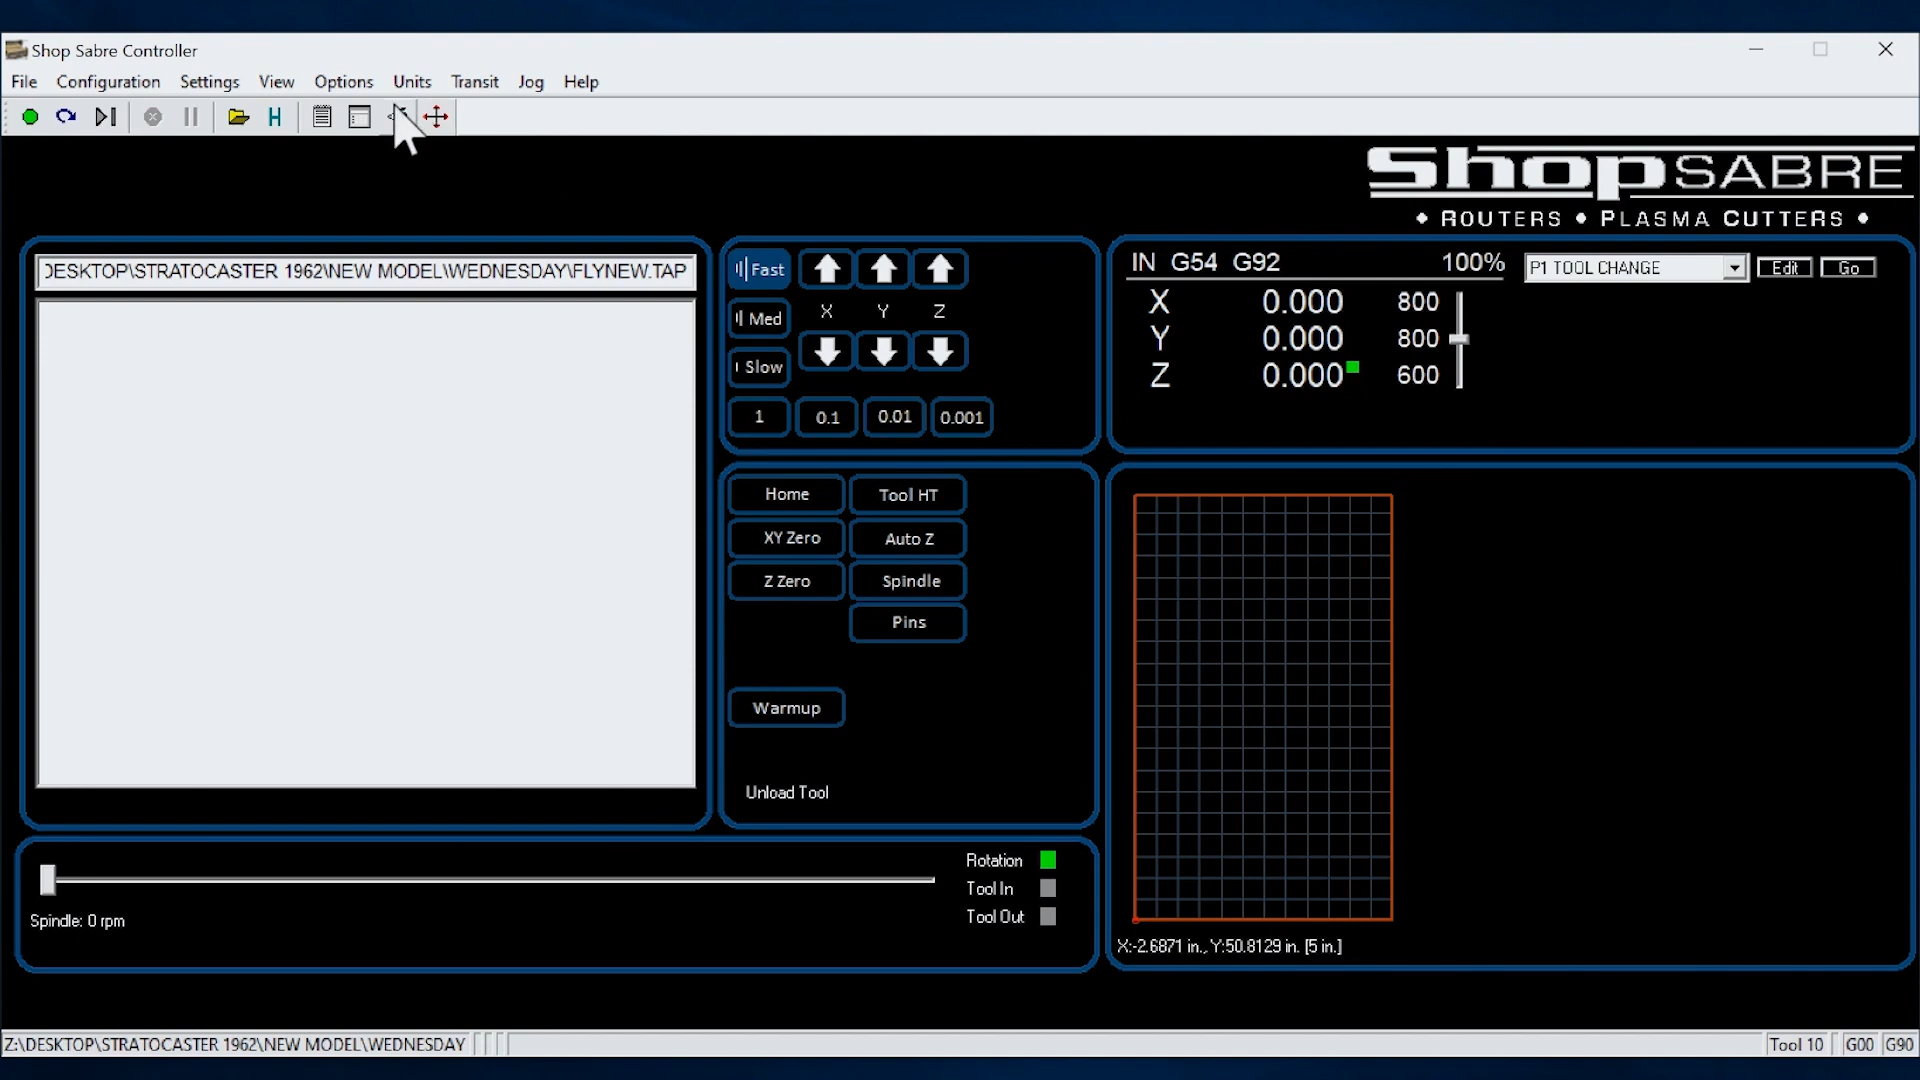 Shop Sabre Controller
File Configuration Settings View Options Units Transit Jog Help
H
ShopSABRE
• ROUTERS • PLASMA CUTTERS •
DESKTOP\STRATOCASTER 1962\NEW MODEL\WEDNESDAY\FLYNEW.TAP
Fast
Med
Slow
X Y Z
1 0.1 0.01 0.001
IN G54 G92 100%
X 0.000 800
Y 0.000 800
Z 0.000 600
P1 TOOL CHANGE Edit Go
Home Tool HT
XY Zero Auto Z
Z Zero Spindle
Pins
Warmup
Unload Tool
Rotation
Tool In
Tool Out
Spindle: 0 rpm
X:-2.6871 in., Y:50.8129 in. [5 in.]
Z:\DESKTOP\STRATOCASTER 1962\NEW MODEL\WEDNESDAY
Tool 10 G00 G90